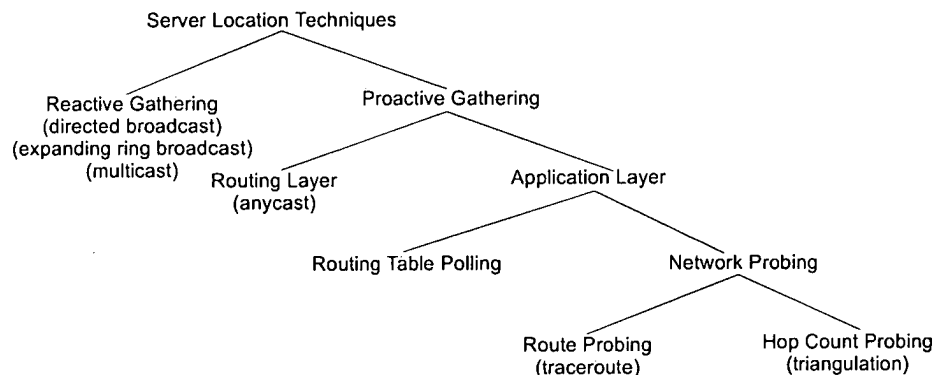 Server Location Techniques
Reactive Gathering
(directed broadcast)
(expanding ring broadcast)
(multicast)
Proactive Gathering
Routing Layer
(anycast)
Application Layer
Routing Table Polling
Network Probing
Route Probing
(traceroute)
Hop Count Probing
(triangulation)